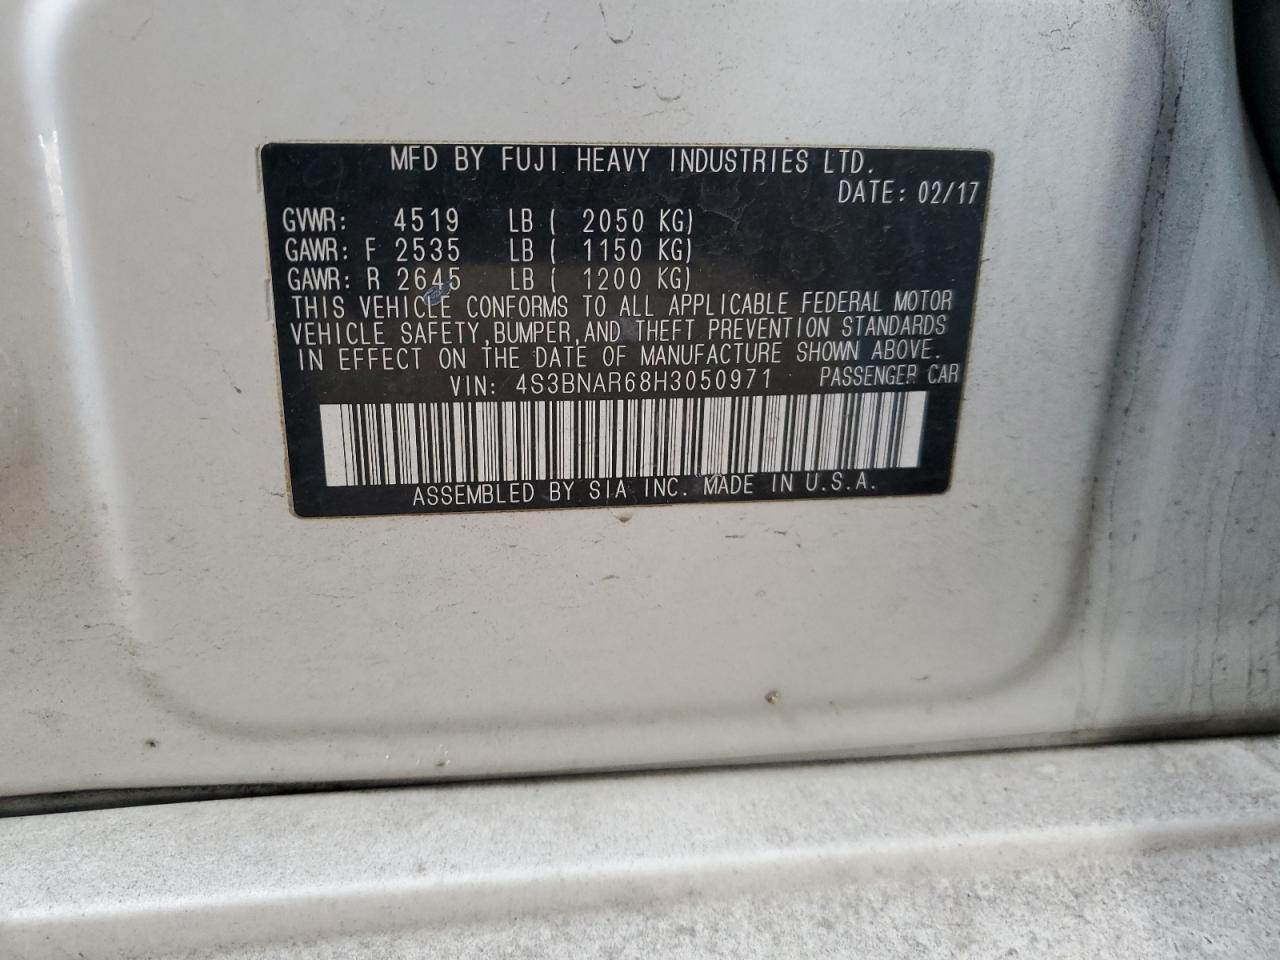 MFD BY FUJI HEAVY INDUSTRIES LTD.
DATE: 02/17
GVWR: 4519 LB ( 2050 KG)
GAWR: F 2535 LB ( 1150 KG)
GAWR: R 2645 LB ( 1200 KG)
THIS VEHICLE CONFORMS TO ALL APPLICABLE FEDERAL MOTOR
VEHICLE SAFETY,BUMPER,AND THEFT PREVENTION STANDARDS
IN EFFECT ON THE DATE OF MANUFACTURE SHOWN ABOVE.
VIN: 4S3BNAR68H3050971 PASSENGER CAR
ASSEMBLED BY SIA INC. MADE IN U.S.A.